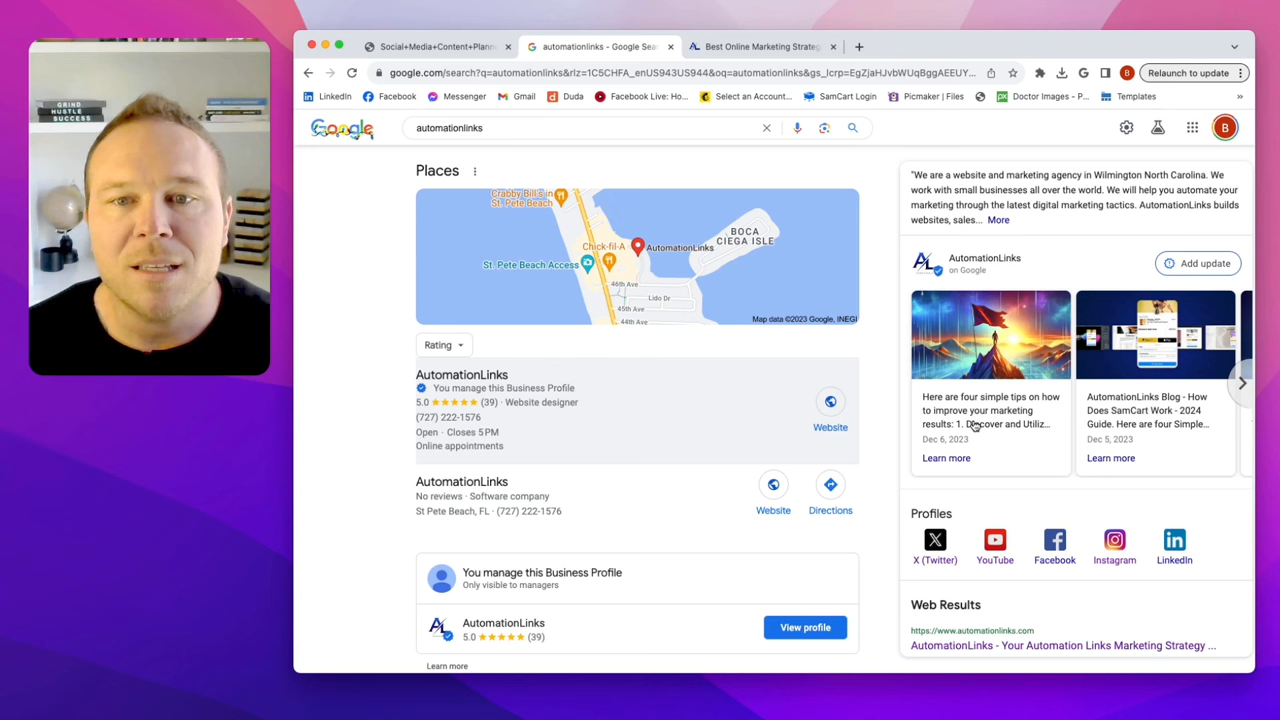 GRIND
HUSTLE
SUCCESS
Social+Media+Content+Plann
automationlinks - Google Sea
Best Online Marketing Strateg
google.com/search?q=automationlinks&rlz=1C5CHFA_enUS943US944&oq=automationlinks&gs_lcrp=EgZjaHJvbWUqBggAEEUY...
B
Relaunch to update
LinkedIn
Facebook
Messenger
Gmail
Duda
Facebook Live: Ho...
Select an Account...
SamCart Login
Picmaker | Files
Doctor Images - P...
Templates
»
Google
automationlinks
B
Places
Crabby Bill's in
St. Pete Beach
Chick-fil-A
AutomationLinks
BOCA
CIEGA ISLE
St. Pete Beach Access
46th Ave
Lido Dr
45th Ave
44th Ave
Map data ©2023 Google, INEGI
Rating
AutomationLinks
You manage this Business Profile
5.0 ★★★★★ (39) · Website designer
(727) 222-1576
Open · Closes 5 PM
Online appointments
Website
AutomationLinks
No reviews · Software company
St Pete Beach, FL · (727) 222-1576
Website
Directions
You manage this Business Profile
Only visible to managers
AutomationLinks
5.0 ★★★★★ (39)
View profile
Learn more
"We are a website and marketing agency in Wilmington North Carolina. We
work with small businesses all over the world. We will help you automate your
marketing through the latest digital marketing tactics. AutomationLinks builds
websites, sales... More
AutomationLinks
on Google
Add update
Here are four simple tips on how
to improve your marketing
results: 1. Discover and Utiliz...
Dec 6, 2023
Learn more
AutomationLinks Blog - How
Does SamCart Work - 2024
Guide. Here are four Simple...
Dec 5, 2023
Learn more
Profiles
X (Twitter)
YouTube
Facebook
Instagram
LinkedIn
Web Results
https://www.automationlinks.com
AutomationLinks - Your Automation Links Marketing Strategy ...